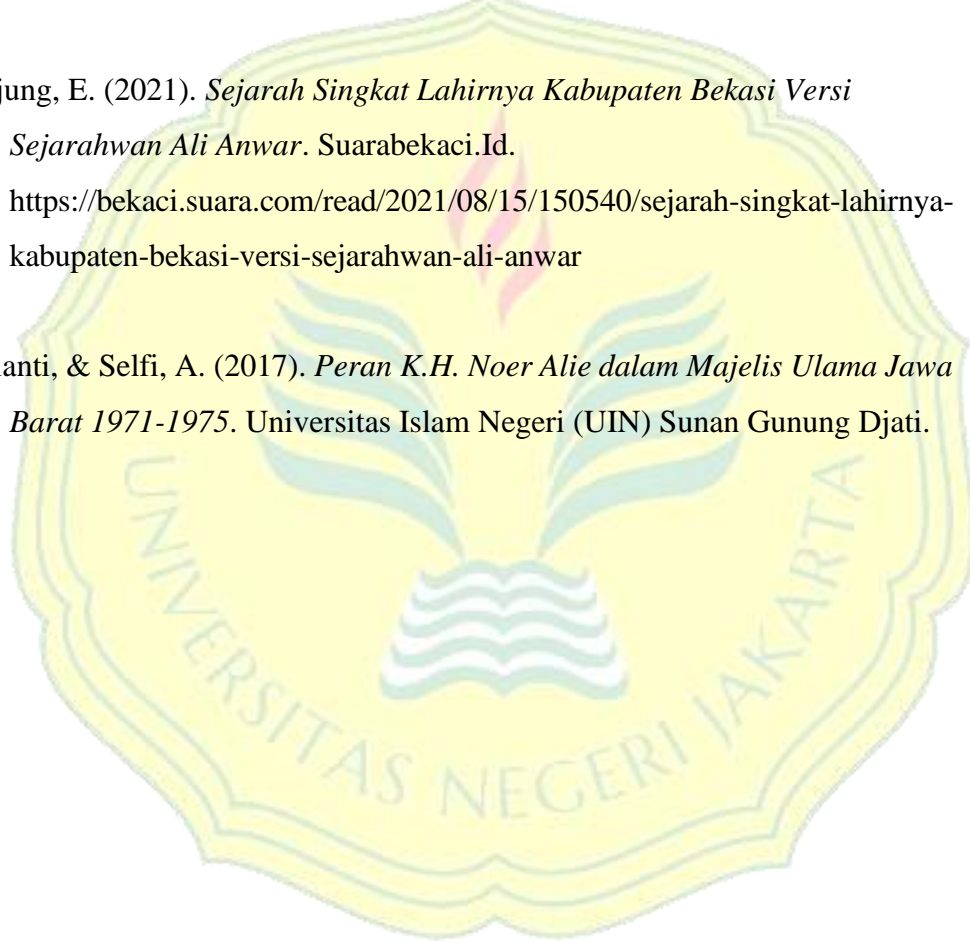 jung, E. (2021). Sejarah Singkat Lahirnya Kabupaten Bekasi Versi
Sejarahwan Ali Anwar. Suarabekaci.Id.
https://bekaci.suara.com/read/2021/08/15/150540/sejarah-singkat-lahirnya-
kabupaten-bekasi-versi-sejarahwan-ali-anwar
anti, & Selfi, A. (2017). Peran K.H. Noer Alie dalam Majelis Ulama Jawa
Barat 1971-1975. Universitas Islam Negeri (UIN) Sunan Gunung Djati.
UNIVERSITAS NEGERI JAKARTA